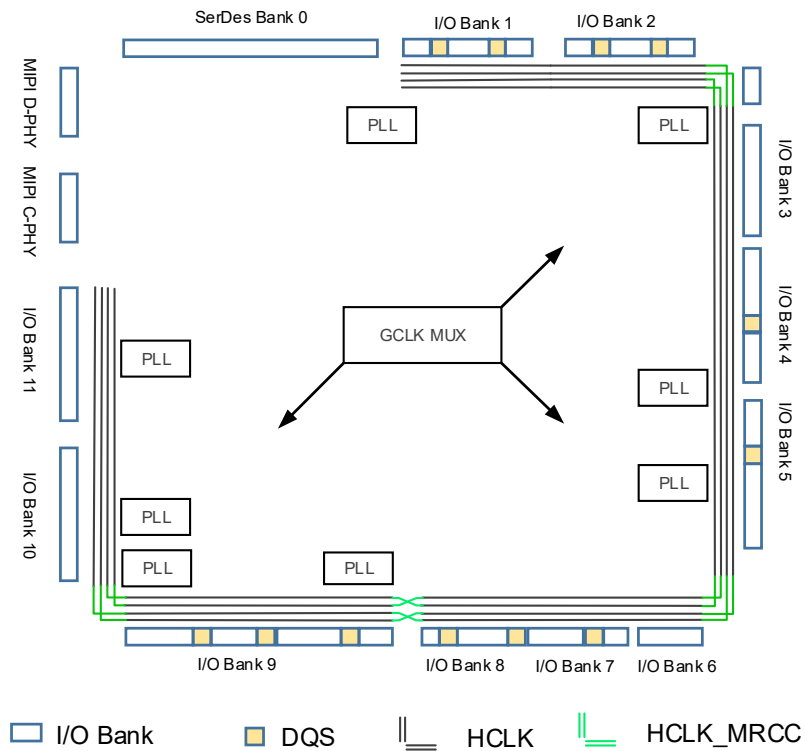 SerDes Bank 0
I/O Bank 1
I/O Bank 2
MIPI D-PHY
PLL
PLL
I/O Bank 3
MIPI C-PHY
GCLK MUX
I/O Bank 4
I/O Bank 11
PLL
PLL
I/O Bank 5
PLL
I/O Bank 10
PLL
PLL
PLL
I/O Bank 9
I/O Bank 8
I/O Bank 7
I/O Bank 6
I/O Bank
DQS
HCLK
HCLK_MRCC